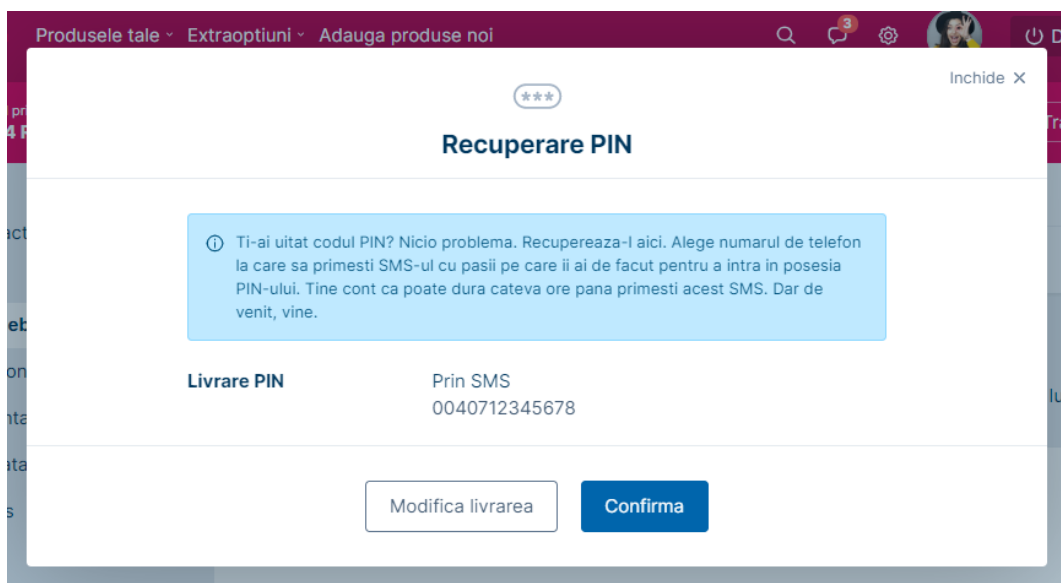 Produsele tale Extraoptiuni Adauga produse noi 3
Inchide
***
Recuperare PIN
Ti-ai uitat codul PIN? Nicio problema. Recupereaza-l aici. Alege numarul de telefon
la care sa primesti SMS-ul cu pasii pe care ii ai de facut pentru a intra in posesia
PIN-ului. Tine cont ca poate dura cateva ore pana primesti acest SMS. Dar de
venit, vine.
Livrare PIN Prin SMS
0040712345678
Modifica livrarea Confirma